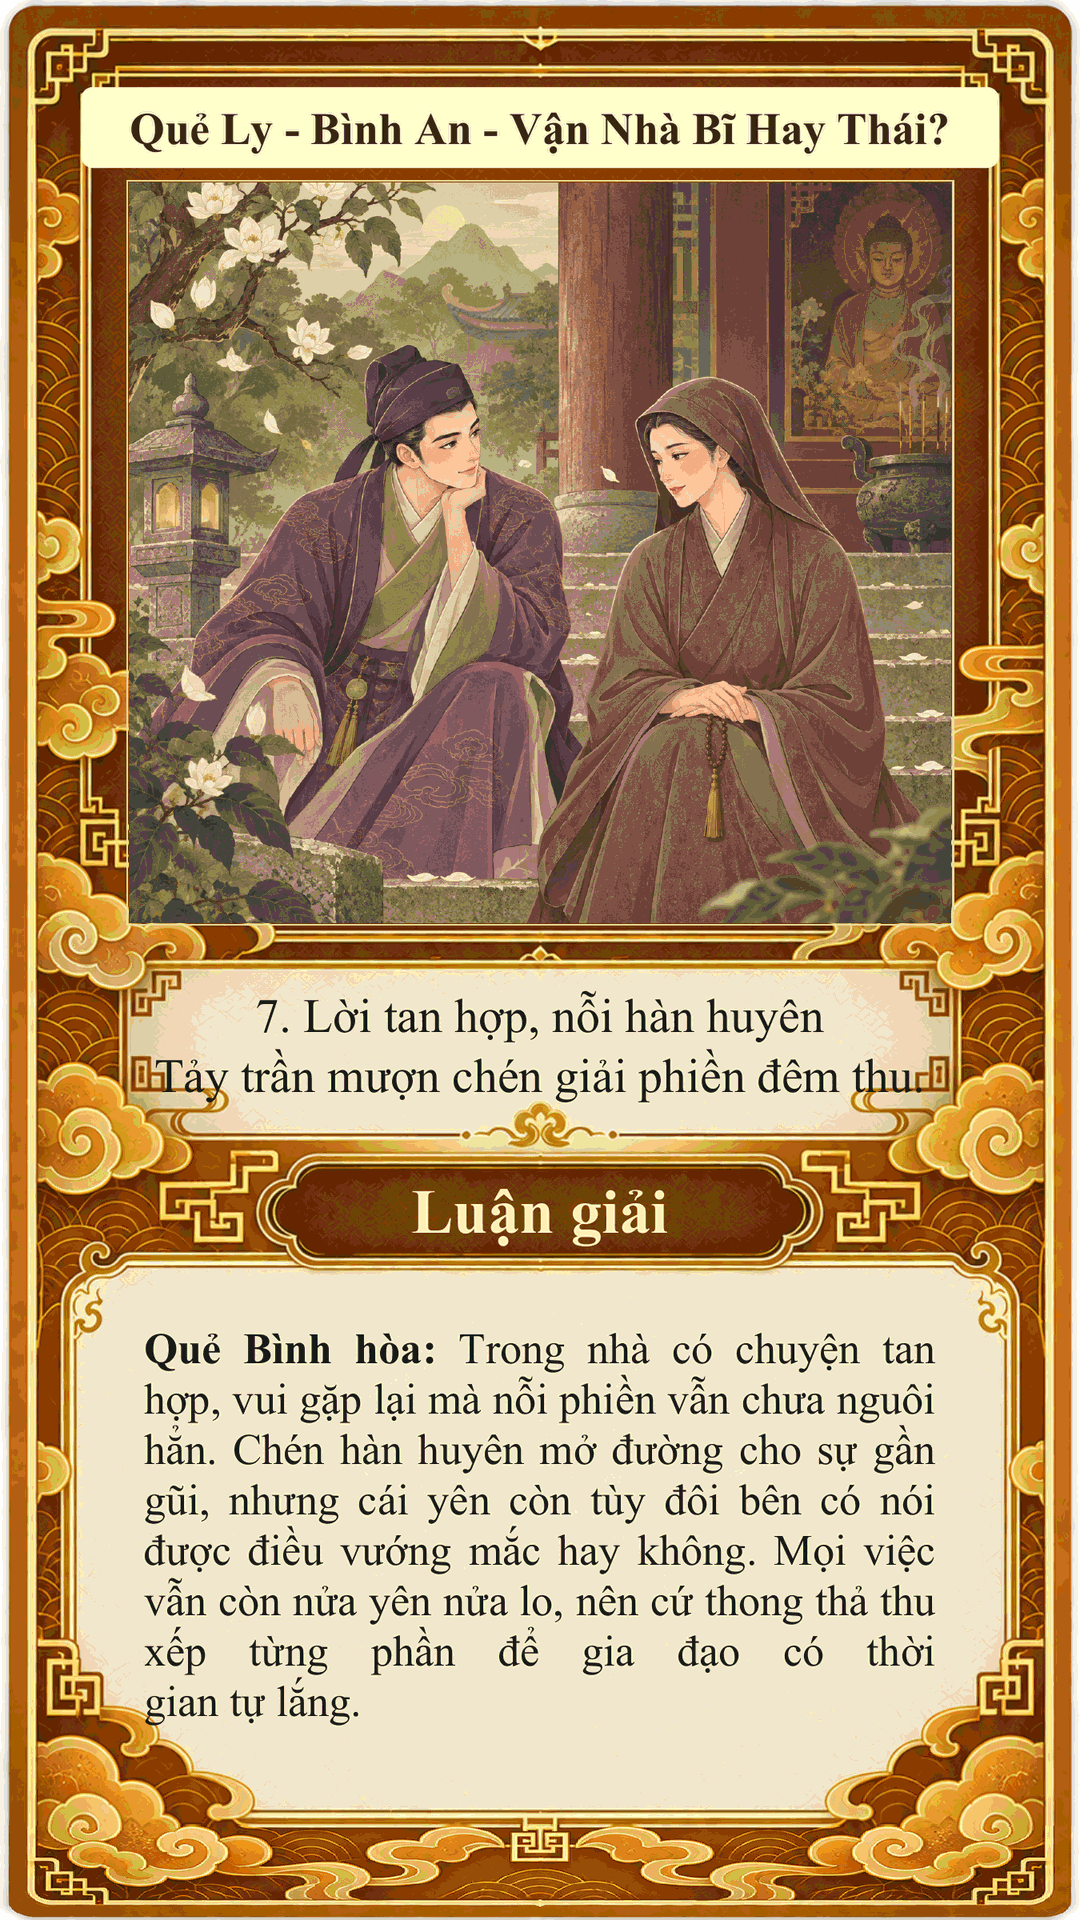 Quẻ Ly - Bình An - Vận Nhà Bĩ Hay Thái?
7. Lời tan hợp, nỗi hàn huyên
Tảy trần mượn chén giải phiền đêm thu.
Luận giải
Quẻ Bình hòa: Trong nhà có chuyện tan
hợp, vui gặp lại mà nỗi phiền vẫn chưa nguôi
hẳn. Chén hàn huyên mở đường cho sự gần
gũi, nhưng cái yên còn tùy đôi bên có nói
được điều vướng mắc hay không. Mọi việc
vẫn còn nửa yên nửa lo, nên cứ thong thả thu
xếp từng phần để gia đạo có thời
gian tự lắng.